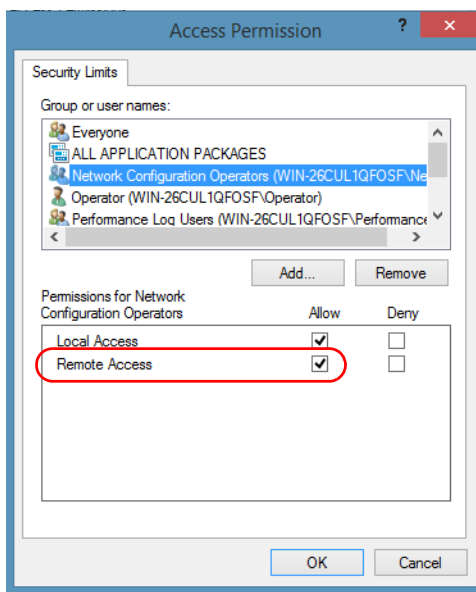 Access Permission
?
×
Security Limits
Group or user names:
Everyone
ALL APPLICATION PACKAGES
Network Configuration Operators (WIN-26CUL1QFOSF\Ne
Operator (WIN-26CUL1QFOSF\Operator)
Performance Log Users (WIN-26CUL1QFOSF\Performance
Add...
Remove
Permissions for Network
Configuration Operators
Allow
Deny
Local Access
Remote Access
OK
Cancel